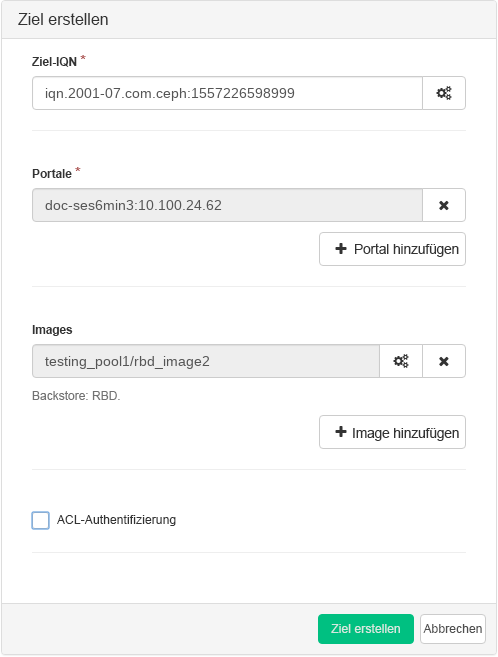 Ziel erstellen
Ziel-IQN *
iqn.2001-07.com.ceph:1557226598999
Portale *
doc-ses6min3:10.100.24.62
Portal hinzufügen
Images
testing_pool1/rbd_image2
Backstore: RBD.
Image hinzufügen
ACL-Authentifizierung
Ziel erstellen Abbrechen